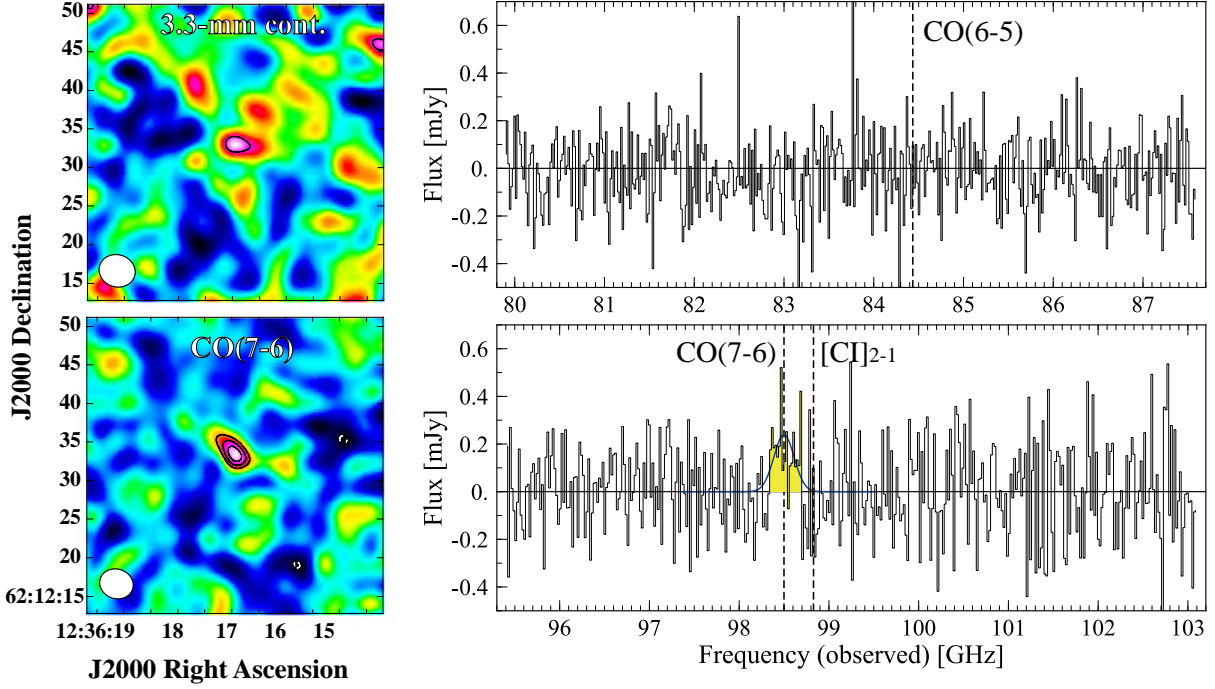 3.3-mm cont.
50
45
40
35
30
25
20
15
CO(7-6)
50
45
40
35
30
25
20
62:12:15
12:36:19 18 17 16 15
J2000 Right Ascension
J2000 Declination
CO(6-5)
0.6
0.4
0.2
0
-0.2
-0.4
Flux [mJy]
80 81 82 83 84 85 86 87
CO(7-6) [CI]2-1
0.6
0.4
0.2
0
-0.2
-0.4
Flux [mJy]
96 97 98 99 100 101 102 103
Frequency (observed) [GHz]